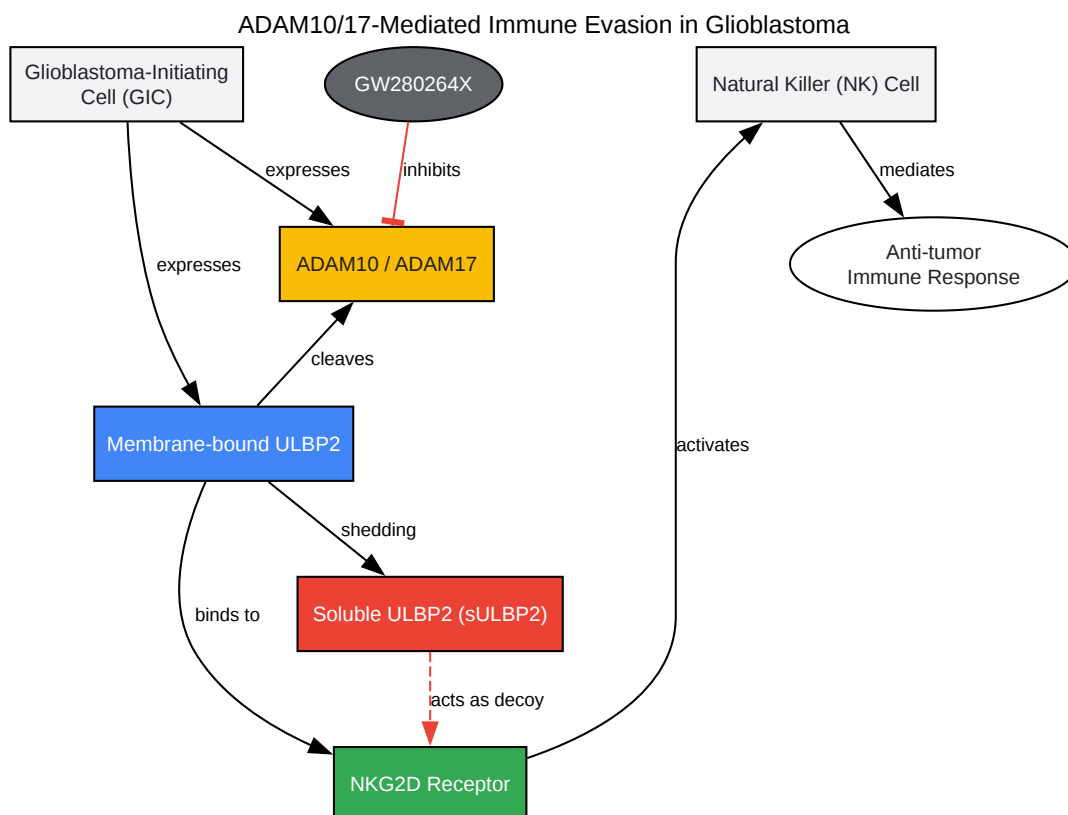 ADAM10/17-Mediated Immune Evasion in Glioblastoma
Glioblastoma-Initiating
Cell (GIC)
GW280264X
Natural Killer (NK) Cell
expresses
inhibits
mediates
expresses
ADAM10 / ADAM17
Anti-tumor
Immune Response
cleaves
Membrane-bound ULBP2
activates
shedding
binds to
Soluble ULBP2 (sULBP2)
acts as decoy
NKG2D Receptor